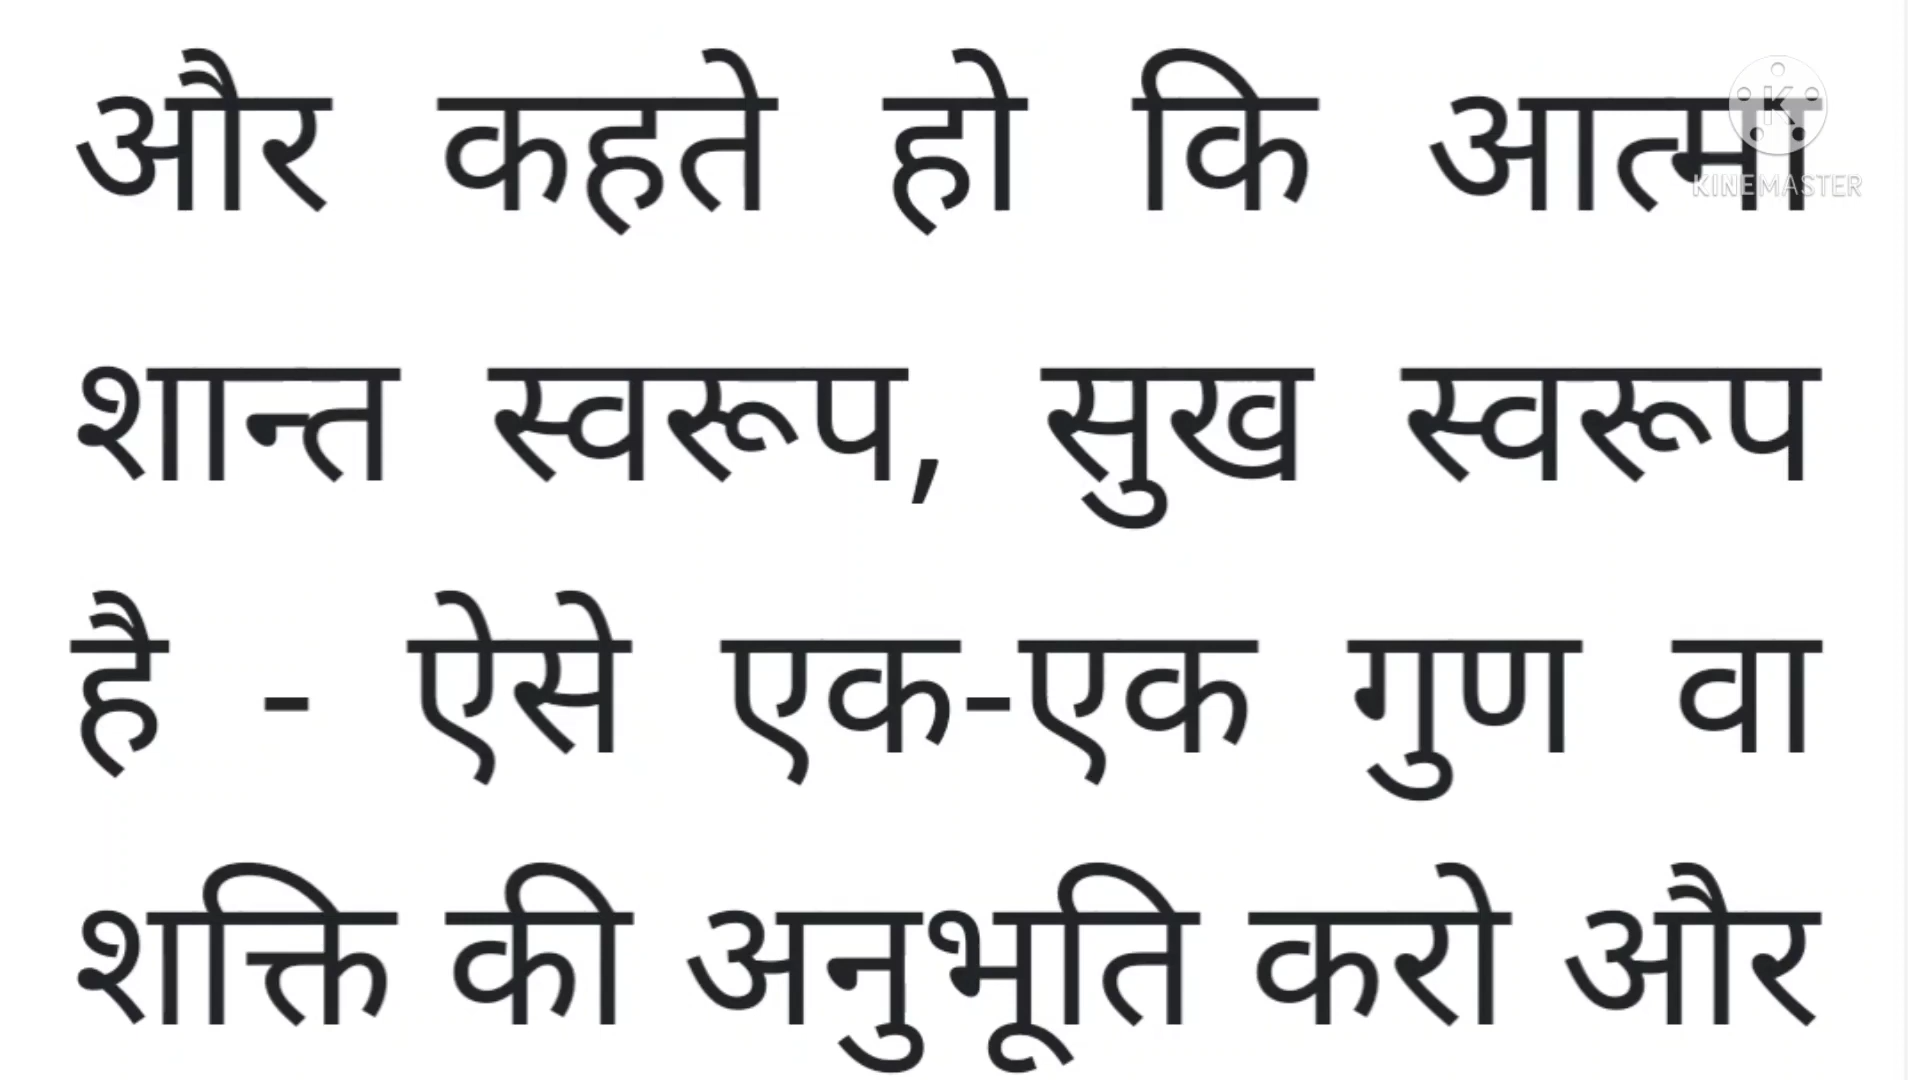 और कहते हो कि आत्मा
KINEMASTER
शान्त स्वरूप, सुख स्वरूप
है - ऐसे एक-एक गुण वा
शक्ति की अनुभूति करो और